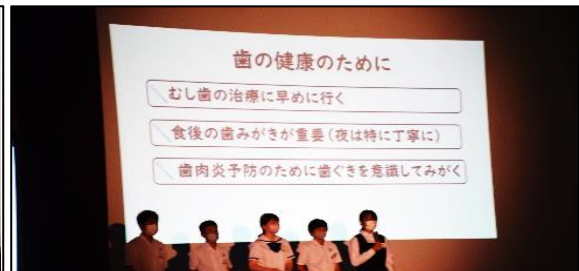 歯の健康のために
むし歯の治療に早めに行く
食後の歯みがきが重要(夜は特に丁寧に)
歯肉炎予防のために歯ぐきを意識してみがく